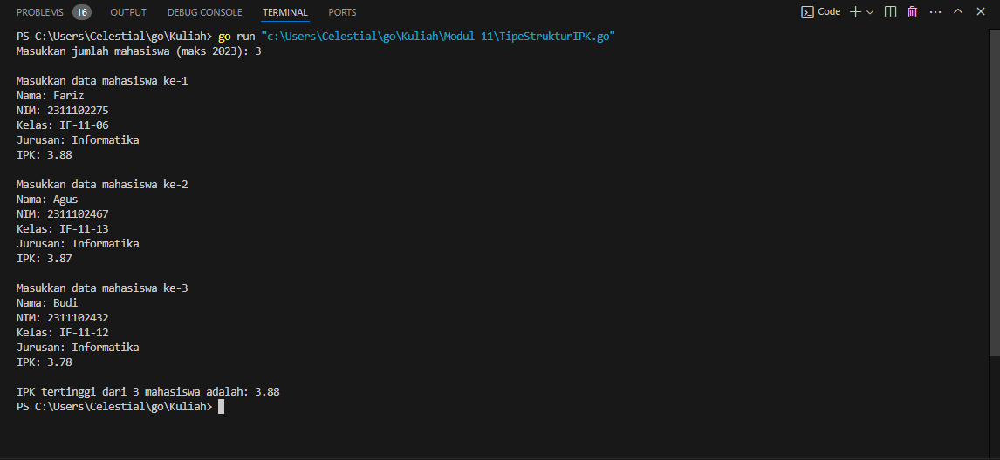 PROBLEMS 16 OUTPUT DEBUG CONSOLE TERMINAL PORTS Code
PS C:\Users\Celestial\go\Kuliah> go run "c:\Users\Celestial\go\Kuliah\Modul 11\TipeStrukturIPK.go"
Masukkan jumlah mahasiswa (maks 2023): 3
Masukkan data mahasiswa ke-1
Nama: Fariz
NIM: 2311102275
Kelas: IF-11-06
Jurusan: Informatika
IPK: 3.88
Masukkan data mahasiswa ke-2
Nama: Agus
NIM: 2311102467
Kelas: IF-11-13
Jurusan: Informatika
IPK: 3.87
Masukkan data mahasiswa ke-3
Nama: Budi
NIM: 2311102432
Kelas: IF-11-12
Jurusan: Informatika
IPK: 3.78
IPK tertinggi dari 3 mahasiswa adalah: 3.88
PS C:\Users\Celestial\go\Kuliah>